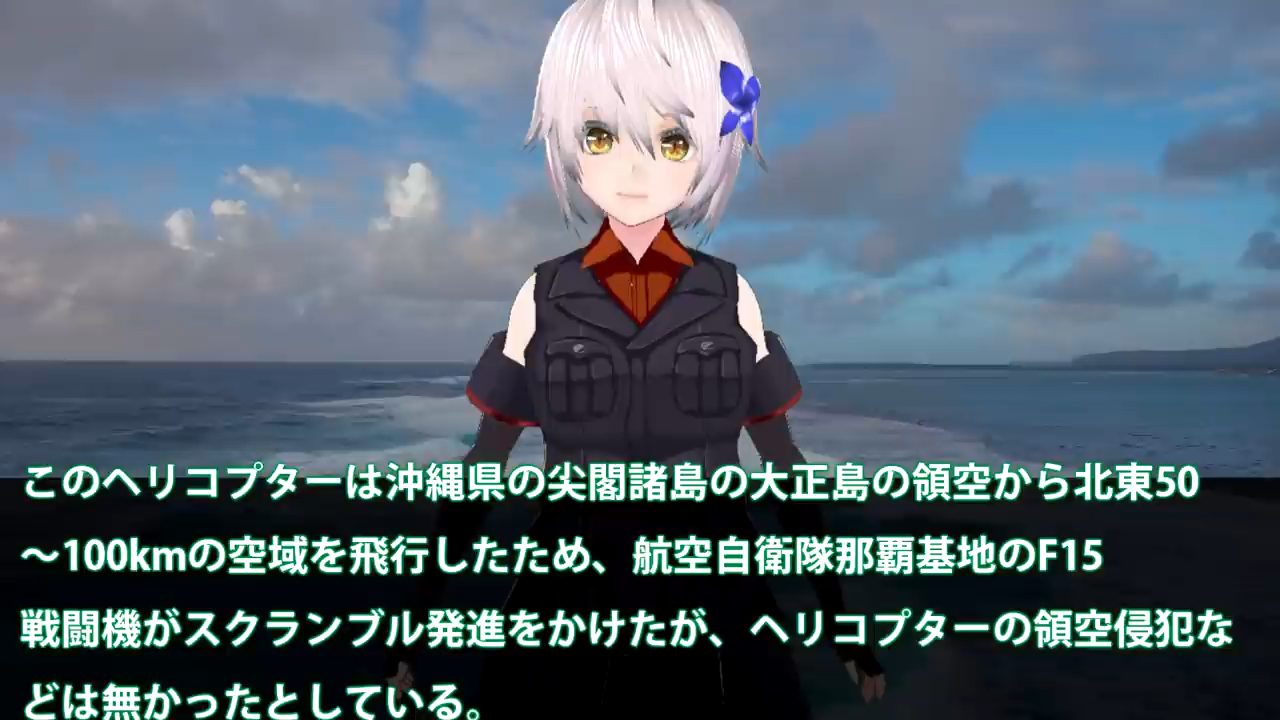 このヘリコプターは沖縄県の尖閣諸島の大正島の領空から北東50
～100kmの空域を飛行したため、航空自衛隊那覇基地のF15
戦闘機がスクランブル発進をかけたが、ヘリコプターの領空侵犯な
どは無かったとしている。